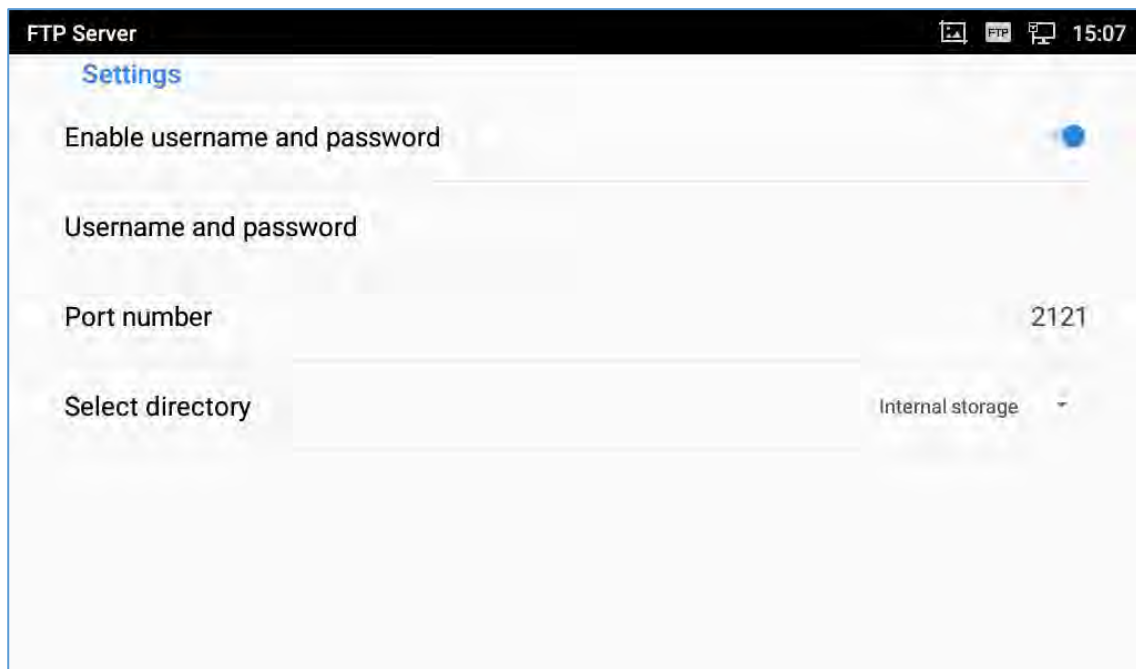 FTP Server FTP 15:07
Settings
Enable username and password
Username and password
Port number 2121
Select directory Internal storage